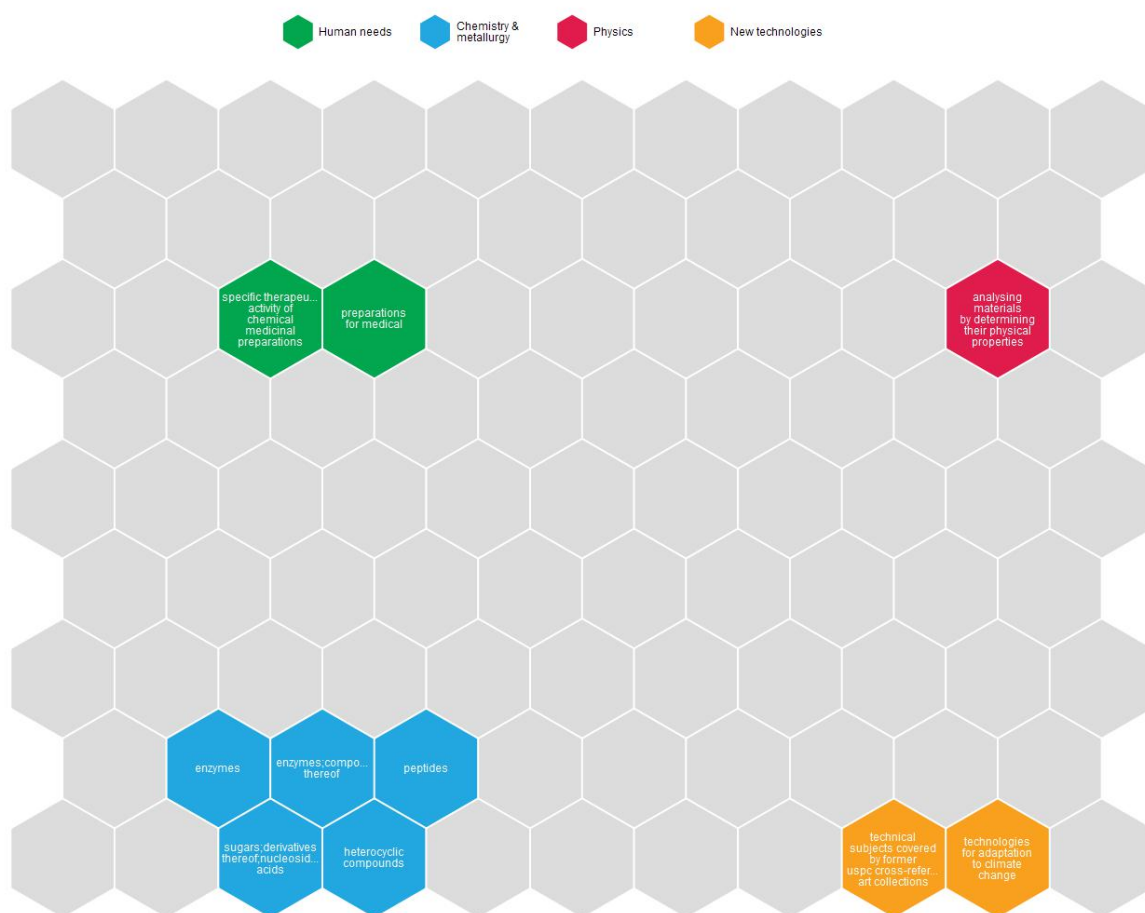 Human needs
Chemistry &
metallurgy
Physics
New technologies
specific therapeu...
activity of
chemical
medicinal
preparations
preparations
for medical
analysing
materials
by determining
their physical
properties
enzymes
enzymes;compo...
thereof
peptides
sugars;derivatives
thereof;nucleosid...
acids
heterocyclic
compounds
technical
subjects covered
by former
uspc cross-refer...
art collections
technologies
for adaptation
to climate
change